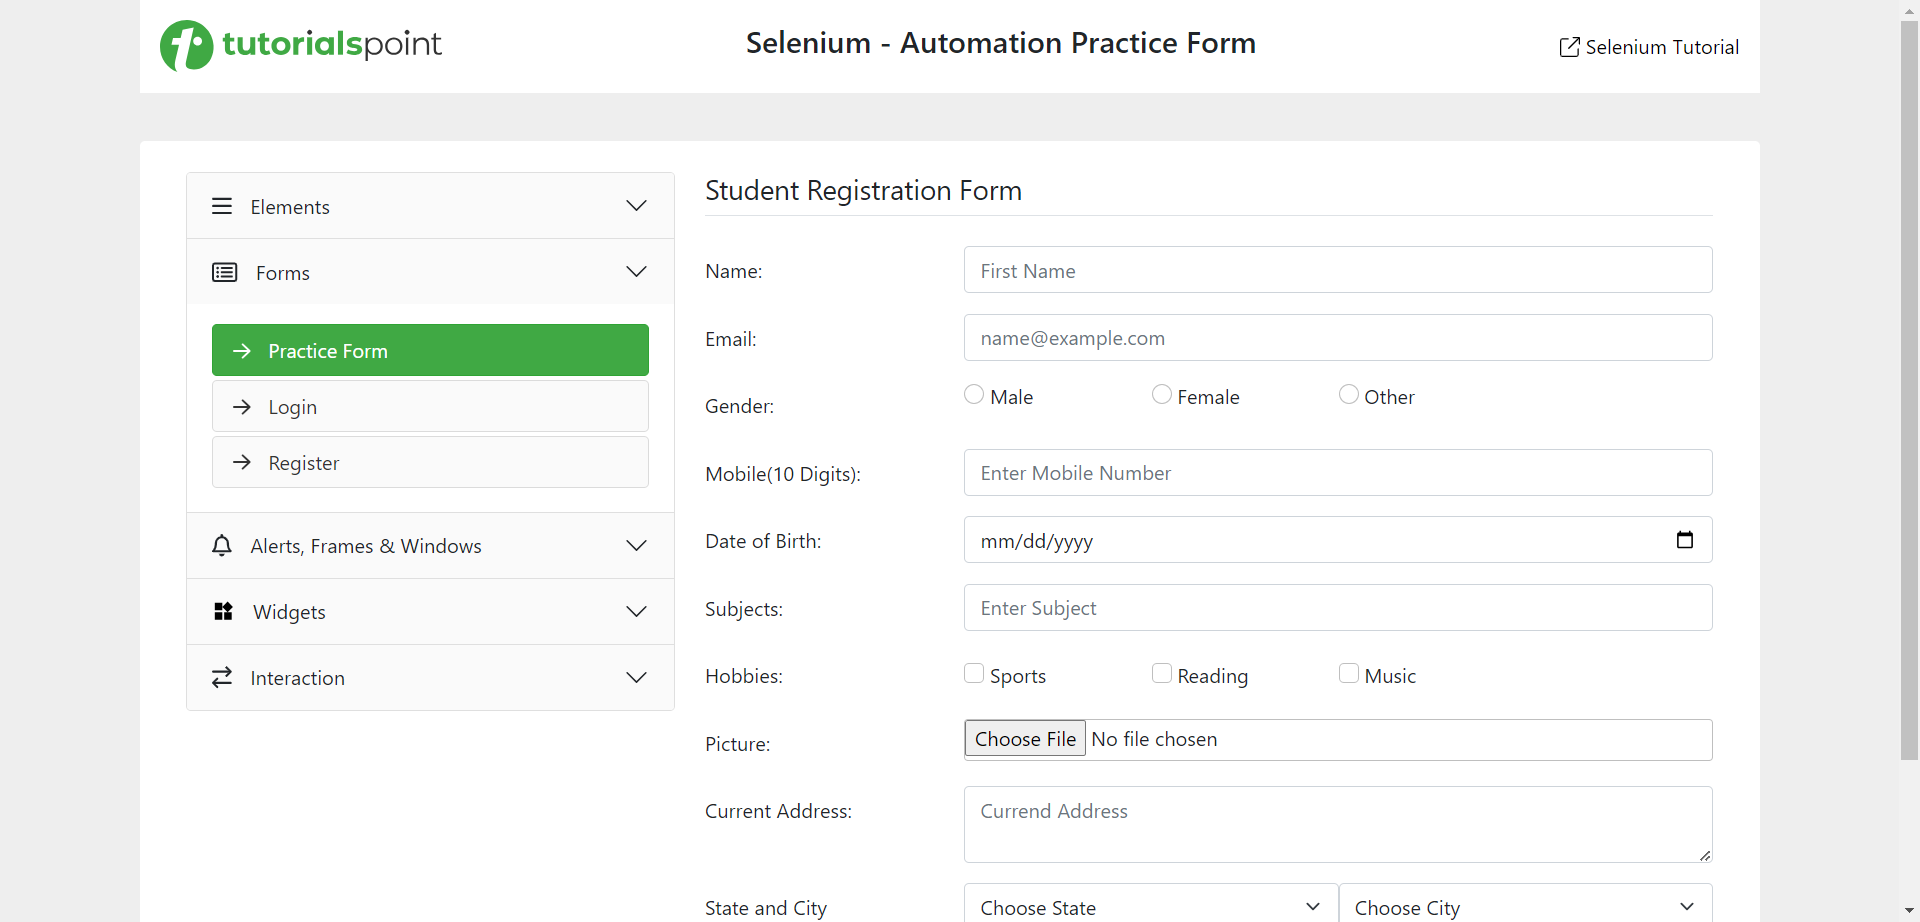 tutorialspoint
Selenium - Automation Practice Form
Selenium Tutorial
Elements
Forms
Practice Form
Login
Register
Alerts, Frames & Windows
Widgets
Interaction
Student Registration Form
Name: First Name
Email: name@example.com
Gender: Male Female Other
Mobile(10 Digits): Enter Mobile Number
Date of Birth: mm/dd/yyyy
Subjects: Enter Subject
Hobbies: Sports Reading Music
Picture: Choose File No file chosen
Current Address: Currend Address
State and City Choose State Choose City